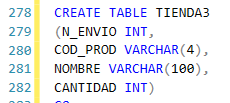 278 CREATE TABLE TIENDA3
279 (N_ENVIO INT,
280 COD_PROD VARCHAR(4),
281 NOMBRE VARCHAR(100),
282 CANTIDAD INT)